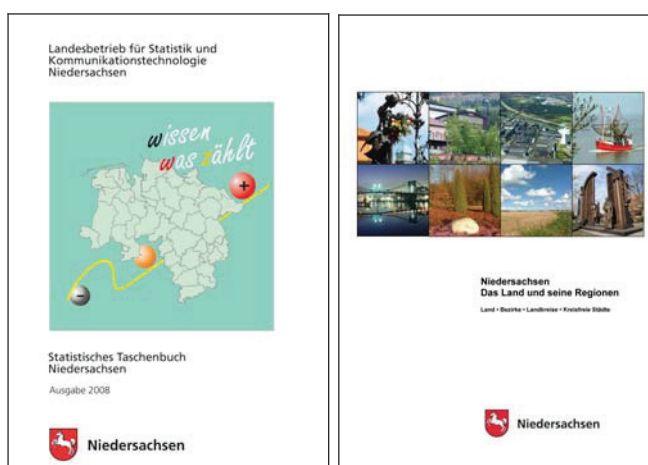 Landesbetrieb für Statistik und
Kommunikationstechnologie
Niedersachsen
wissen
was zählt
+
–
Statistisches Taschenbuch
Niedersachsen
Ausgabe 2008
Niedersachsen
Niedersachsen
Das Land und seine Regionen
Land • Bezirke • Landkreise • Kreisfreie Städte
Niedersachsen